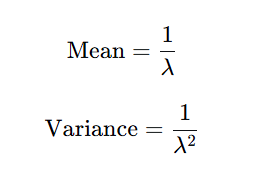 Mean = 1/λ
Variance = 1/λ²